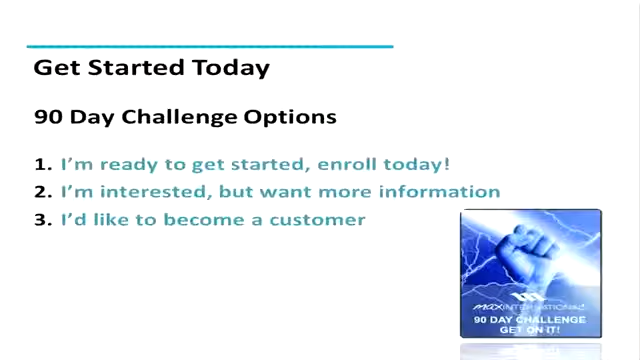 Get Started Today
90 Day Challenge Options
1. I'm ready to get started, enroll today!
2. I'm interested, but want more information
3. I'd like to become a customer
maxINTERNATIONAL
90 DAY CHALLENGE
GET ON IT!